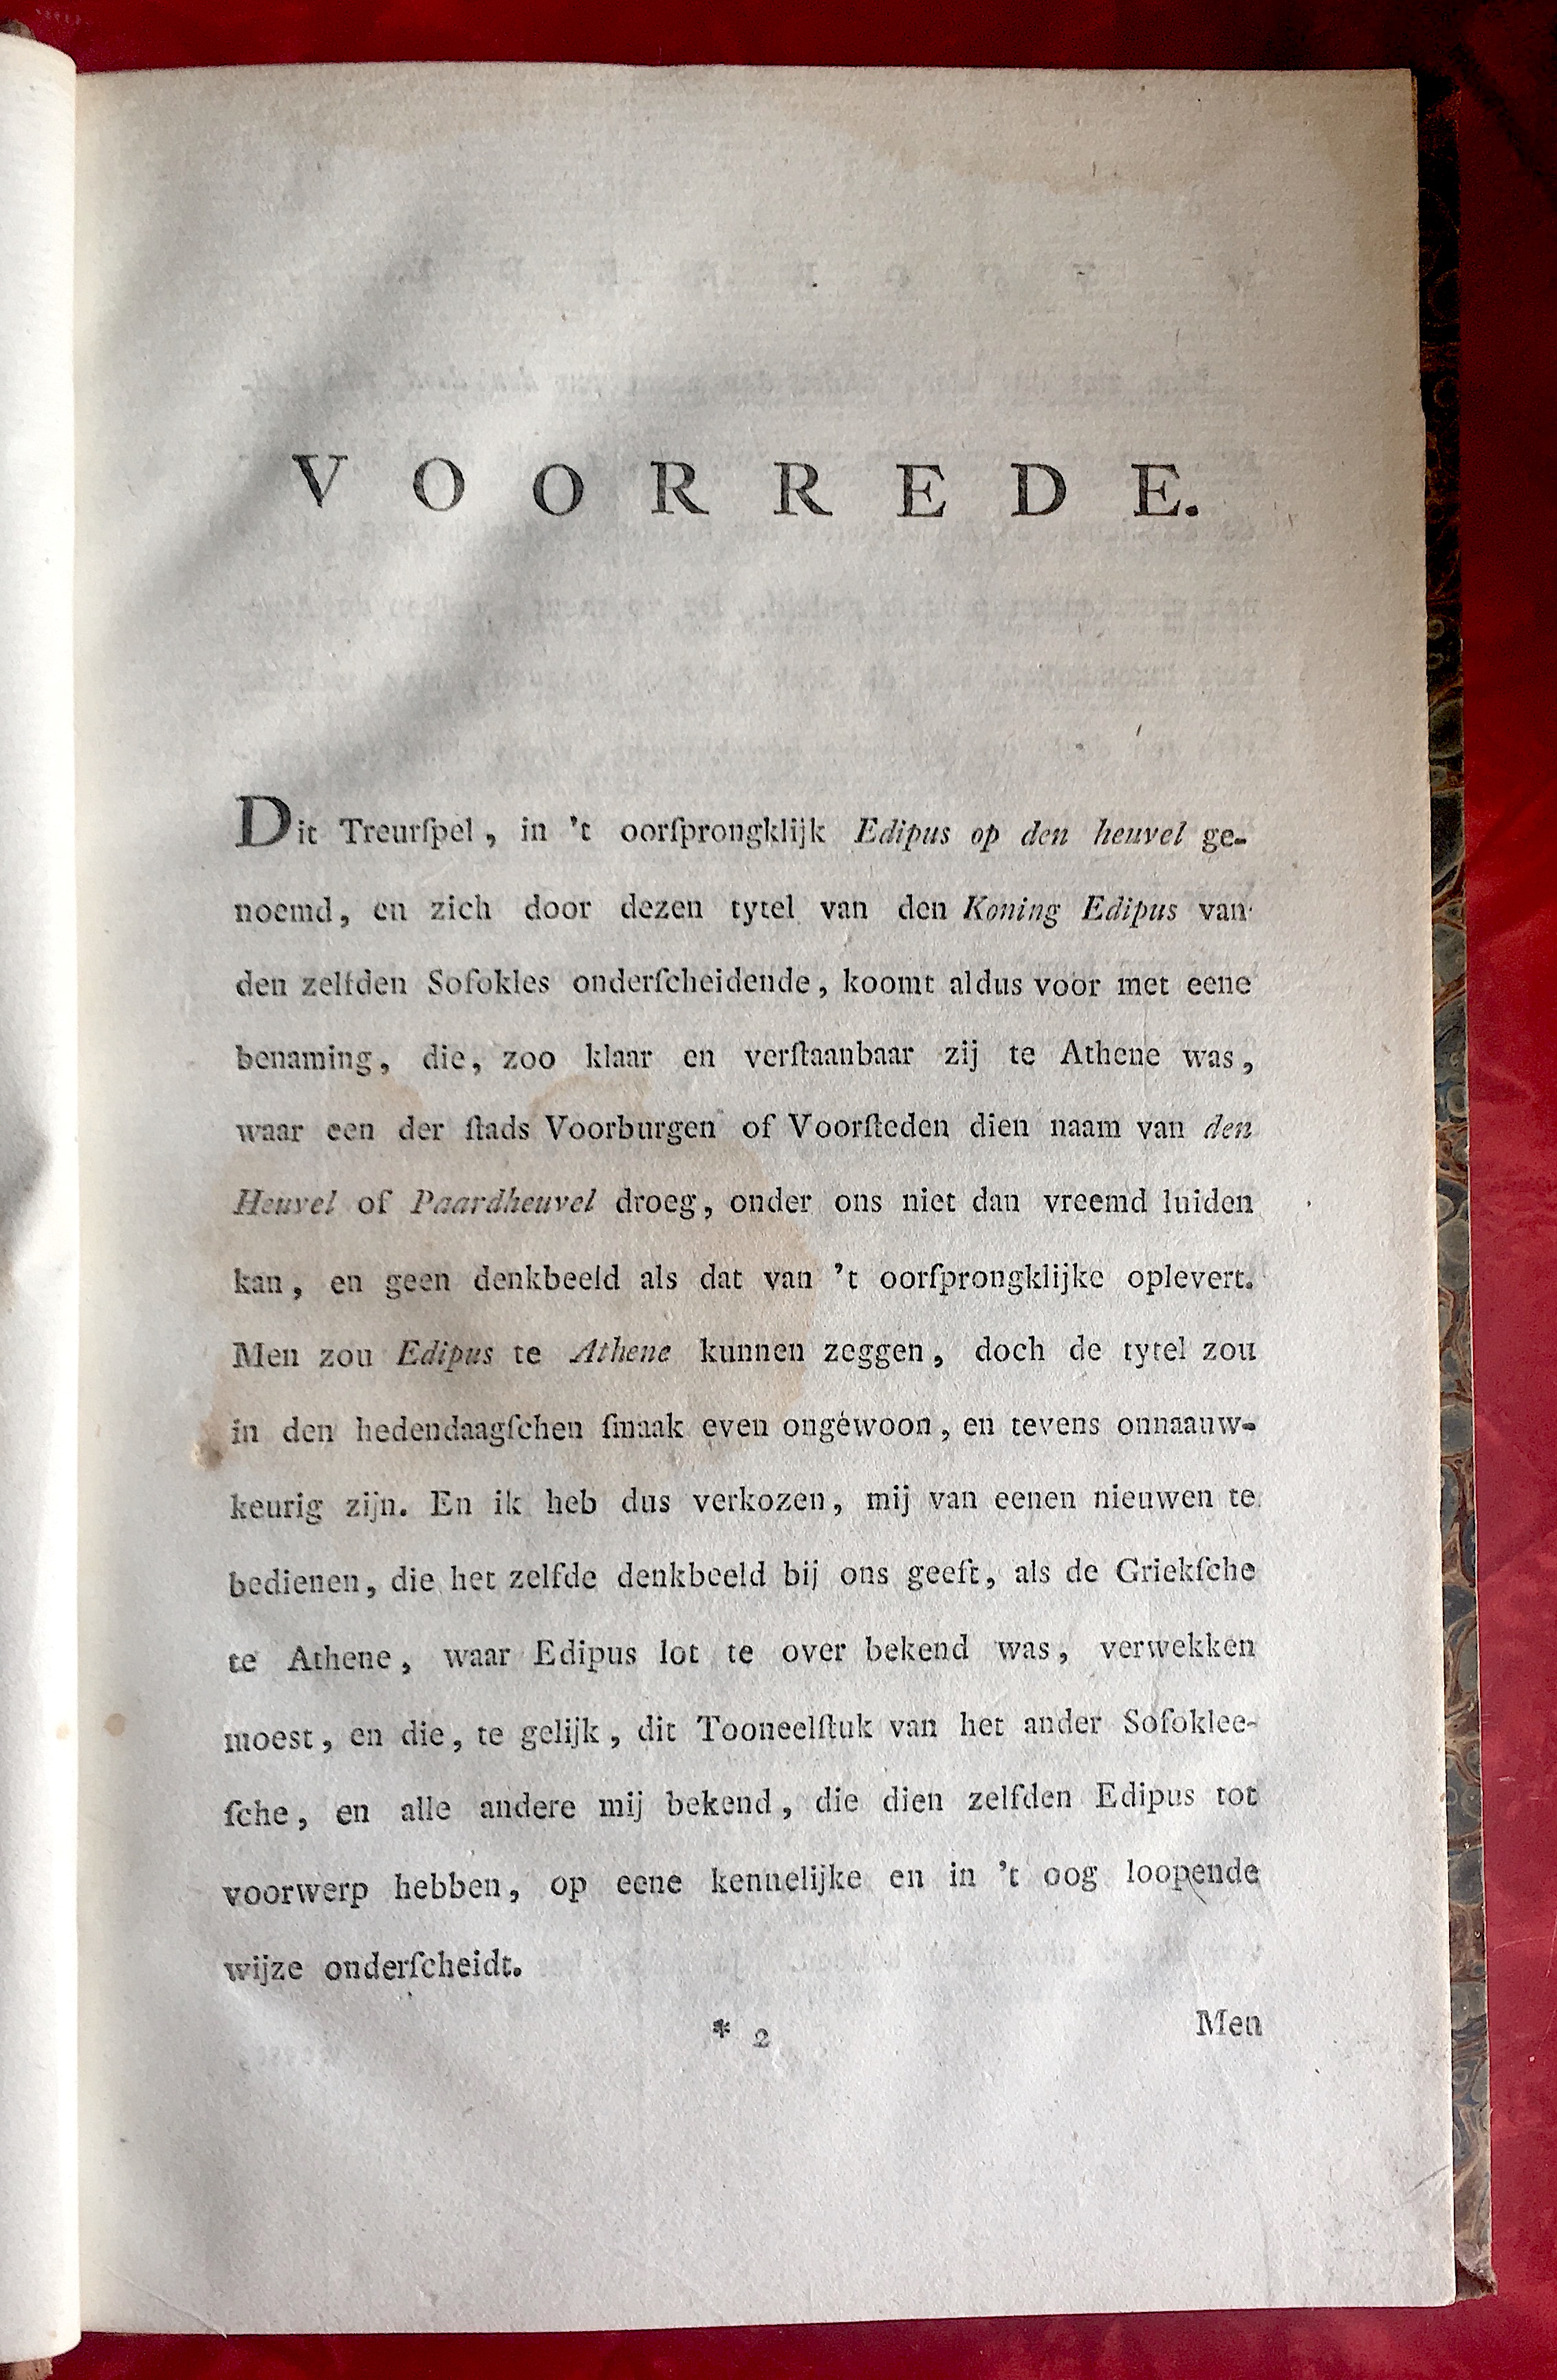 VOORREDE.
Dit Treurſpel, in 't oorſprongklijk Edipus op den heuvel ge-
noemd, en zich door dezen tytel van den Koning Edipus van
den zelfden Sofokles onderſcheidende, koomt aldus voor met eene
benaming, die, zoo klaar en verſtaanbaar zij te Athene was,
waar een der ſtads Voorburgen of Voorſteden dien naam van den
Heuvel of Paardheuvel droeg, onder ons niet dan vreemd luiden
kan, en geen denkbeeld als dat van 't oorſprongklijke oplevert.
Men zou Edipus te Athene kunnen zeggen, doch de tytel zou
in den hedendaagſchen ſmaak even ongewoon, en tevens onnaauw-
keurig zijn. En ik heb dus verkozen, mij van eenen nieuwen te
bedienen, die het zelfde denkbeeld bij ons geeft, als de Griekſche
te Athene, waar Edipus lot te over bekend was, verwekken
moest, en die, te gelijk, dit Tooneelſtuk van het ander Sofoklee-
ſche, en alle andere mij bekend, die dien zelfden Edipus tot
voorwerp hebben, op eene kennelijke en in 't oog loopende
wijze onderſcheidt.
* 2 Men